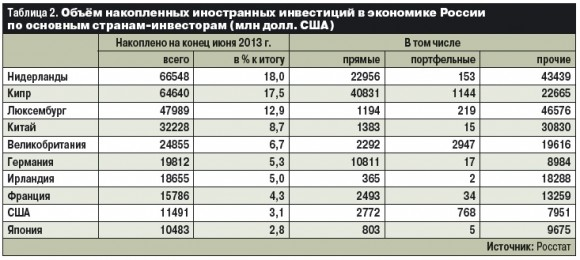 Таблица 2. Объём накопленных иностранных инвестиций в экономике России
по основным странам-инвесторам (млн долл. США)
Накоплено на конец июня 2013 г. В том числе
всего в % к итогу прямые портфельные прочие
Нидерланды 66548 18,0 22956 153 43439
Кипр 64640 17,5 40831 1144 22665
Люксембург 47989 12,9 1194 219 46576
Китай 32228 8,7 1383 15 30830
Великобритания 24855 6,7 2292 2947 19616
Германия 19812 5,3 10811 17 8984
Ирландия 18655 5,0 365 2 18288
Франция 15786 4,3 2493 34 13259
США 11491 3,1 2772 768 7951
Япония 10483 2,8 803 5 9675
Источник: Росстат